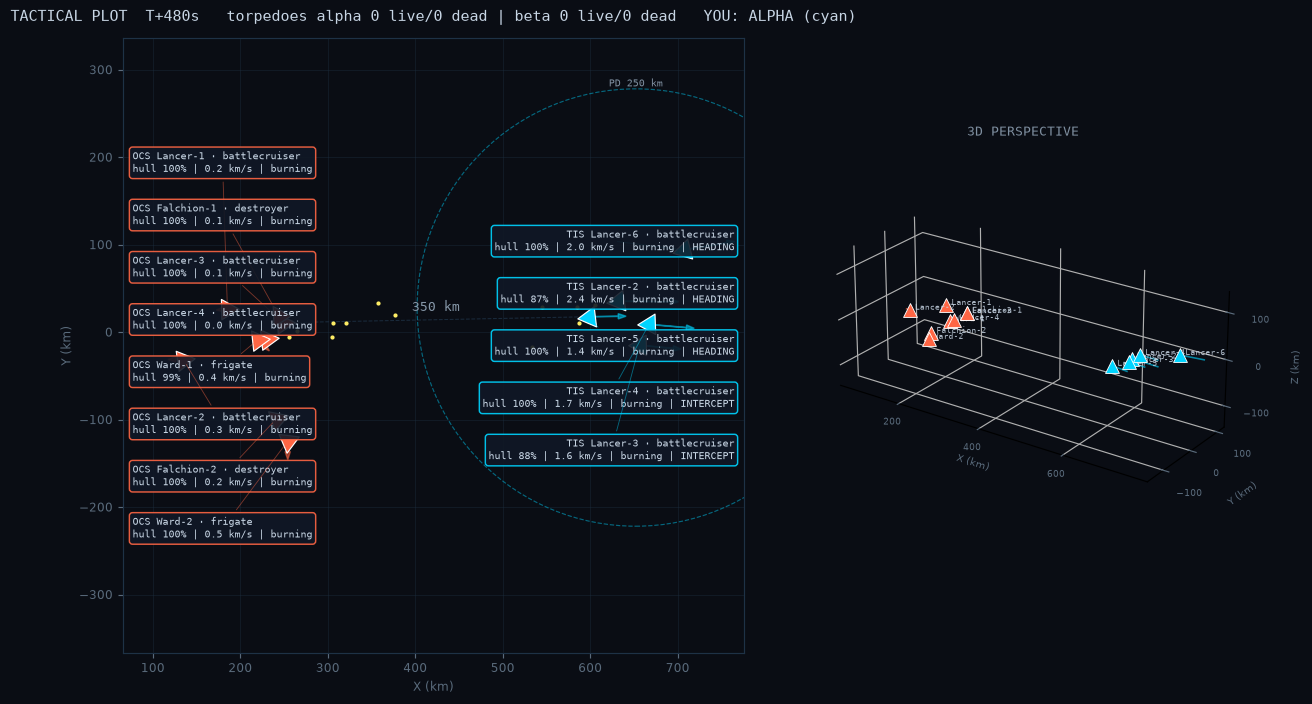 TACTICAL PLOT  T+480s   torpedoes alpha 0 live/0 dead | beta 0 live/0 dead   YOU: ALPHA (cyan)
PD 250 km
OCS Lancer-1 · battlecruiser
hull 100% | 0.2 km/s | burning
OCS Falchion-1 · destroyer
hull 100% | 0.1 km/s | burning
OCS Lancer-3 · battlecruiser
hull 100% | 0.1 km/s | burning
OCS Lancer-4 · battlecruiser
hull 100% | 0.0 km/s | burning
OCS Ward-1 · frigate
hull 99% | 0.4 km/s | burning
OCS Lancer-2 · battlecruiser
hull 100% | 0.3 km/s | burning
OCS Falchion-2 · destroyer
hull 100% | 0.2 km/s | burning
OCS Ward-2 · frigate
hull 100% | 0.5 km/s | burning
350 km
TIS Lancer-6 · battlecruiser
hull 100% | 2.0 km/s | burning | HEADING
TIS Lancer-2 · battlecruiser
hull 87% | 2.4 km/s | burning | HEADING
TIS Lancer-5 · battlecruiser
hull 100% | 1.4 km/s | burning | HEADING
TIS Lancer-4 · battlecruiser
hull 100% | 1.7 km/s | burning | INTERCEPT
TIS Lancer-3 · battlecruiser
hull 88% | 1.6 km/s | burning | INTERCEPT
300
200
100
0
−100
−200
−300
Y (km)
100
200
300
400
500
600
700
X (km)
3D PERSPECTIVE
Lancer-1
Falchion-2
Lancer-6
200
400
600
X (km)
−100
0
100
Y (km)
100
0
−100
Z (km)